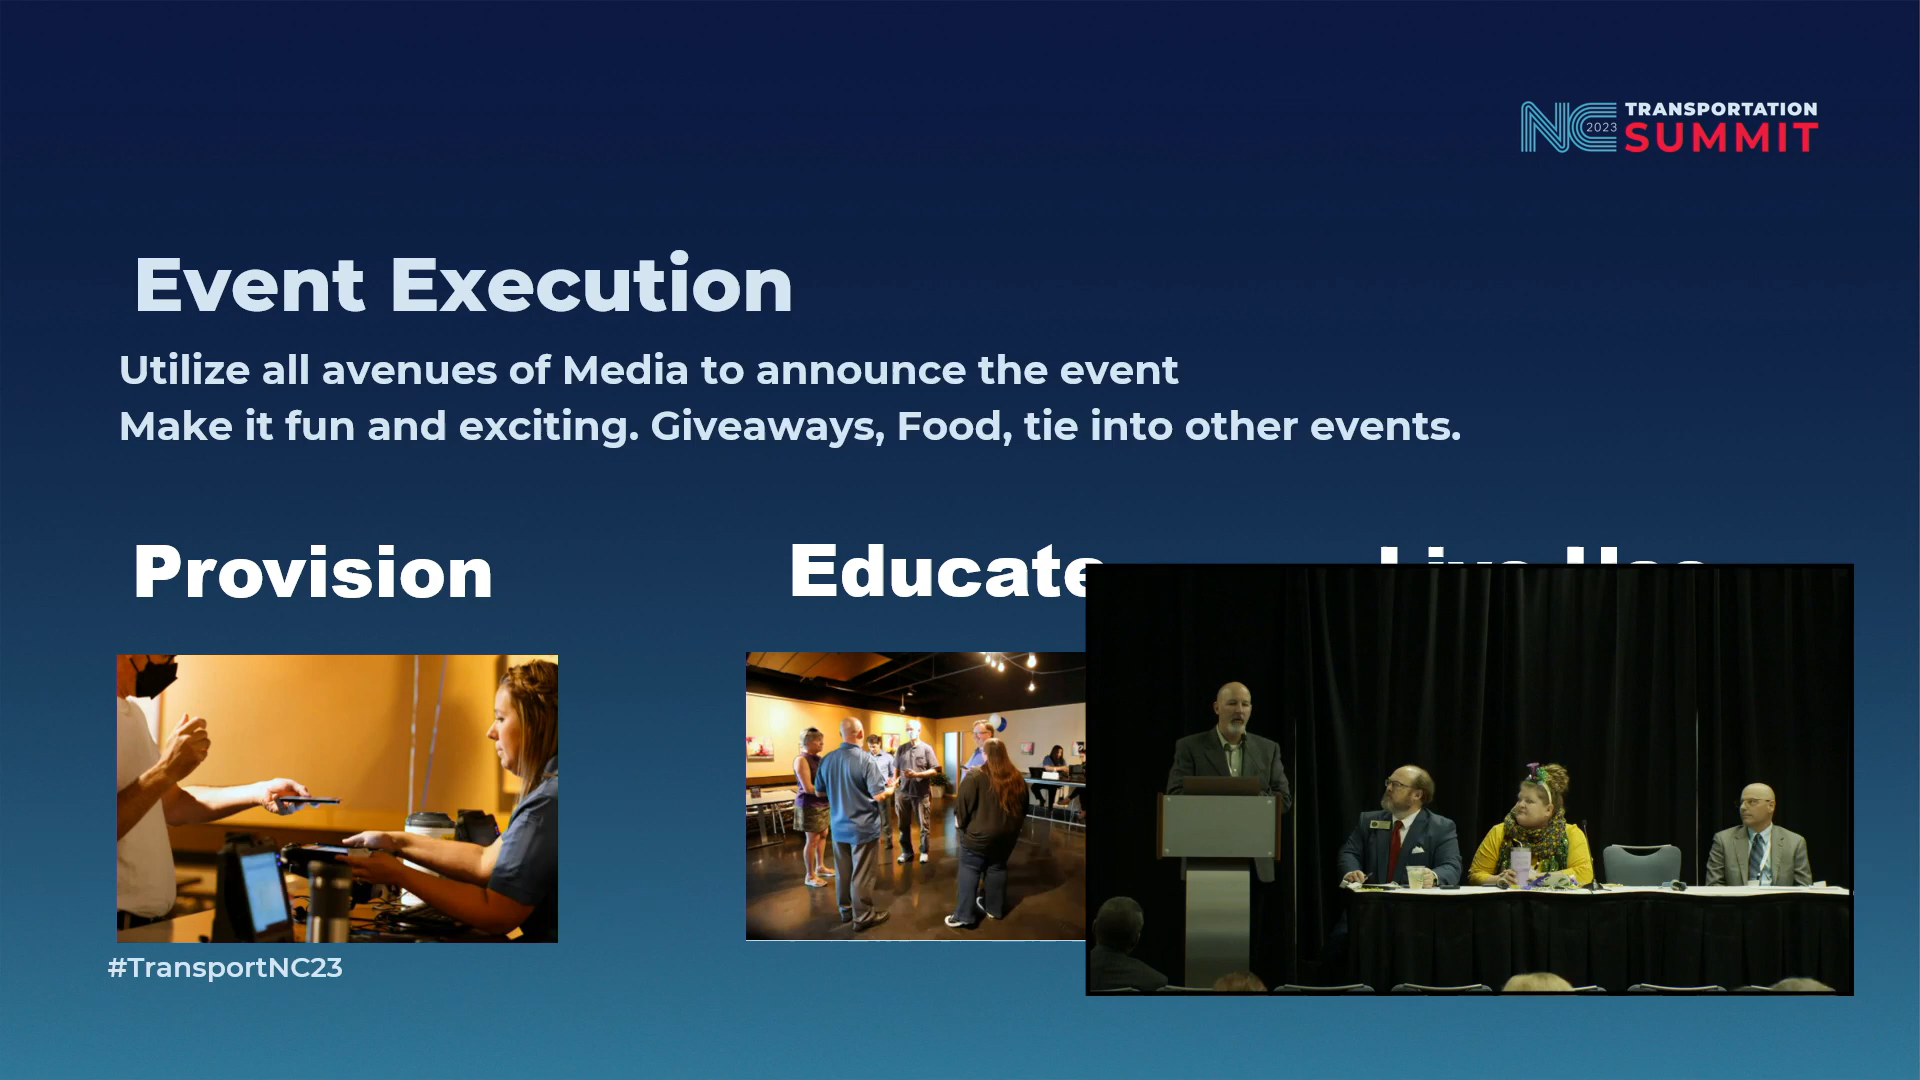 NC 2023 TRANSPORTATION
SUMMIT
Event Execution
Utilize all avenues of Media to announce the event
Make it fun and exciting. Giveaways, Food, tie into other events.
Provision
Educate
#TransportNC23